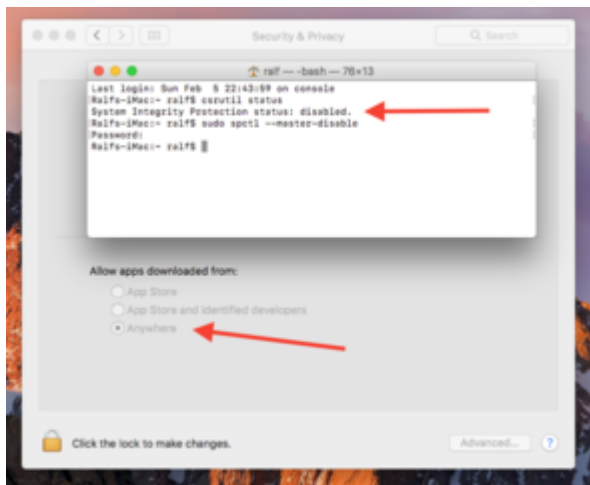 Security & Privacy
Search
ralf — -bash — 76×13
Last login: Sun Feb  5 22:43:59 on console
Ralfs-iMac:~ ralf$ csrutil status
System Integrity Protection status: disabled.
Ralfs-iMac:~ ralf$ sudo spctl --master-disable
Password:
Ralfs-iMac:~ ralf$
Allow apps downloaded from:
App Store
App Store and identified developers
Anywhere
Click the lock to make changes.
Advanced...
?